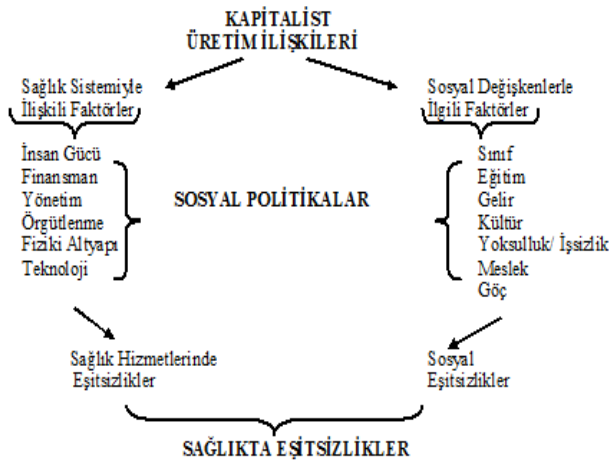 KAPİTALİST
ÜRETİM İLİŞKİLERİ
Sağlık Sistemiyle
İlişkili Faktörler
Sosyal Değişkenlerle
İlgili Faktörler
İnsan Gücü
Finansman
Yönetim
Örgütlenme
Fiziki Altyapı
Teknoloji
SOSYAL POLİTİKALAR
Sınıf
Eğitim
Gelir
Kültür
Yoksulluk/ İşsizlik
Meslek
Göç
Sağlık Hizmetlerinde
Eşitsizlikler
Sosyal
Eşitsizlikler
SAĞLIKTA EŞİTSİZLİKLER